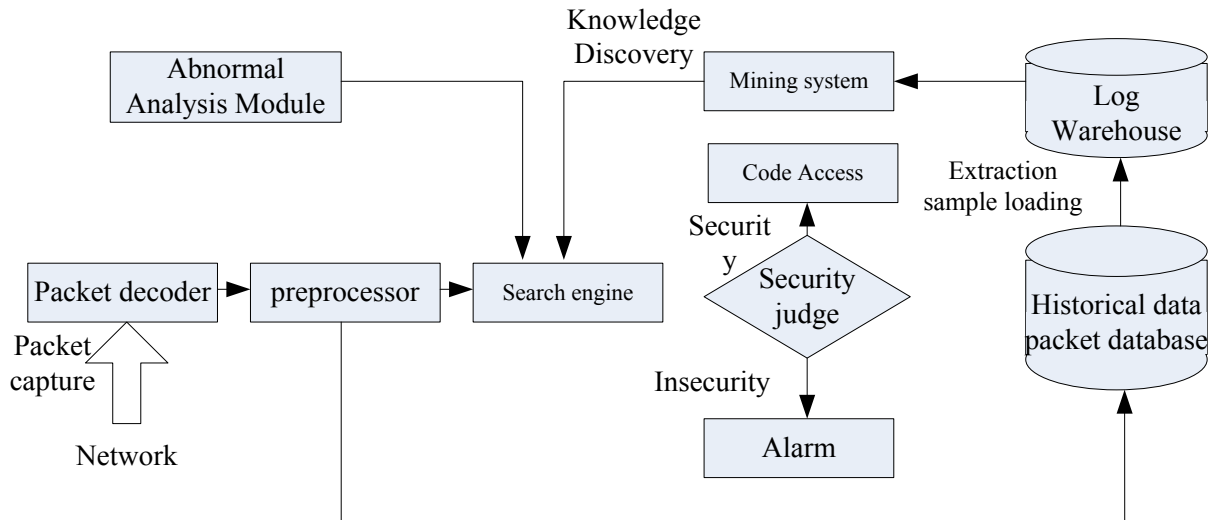 Knowledge
Discovery
Abnormal
Analysis Module
Mining system
Log
Warehouse
Code Access
Extraction
sample loading
Securit
y
Packet decoder
preprocessor
Search engine
Security
judge
Historical data
packet database
Packet
capture
Insecurity
Network
Alarm